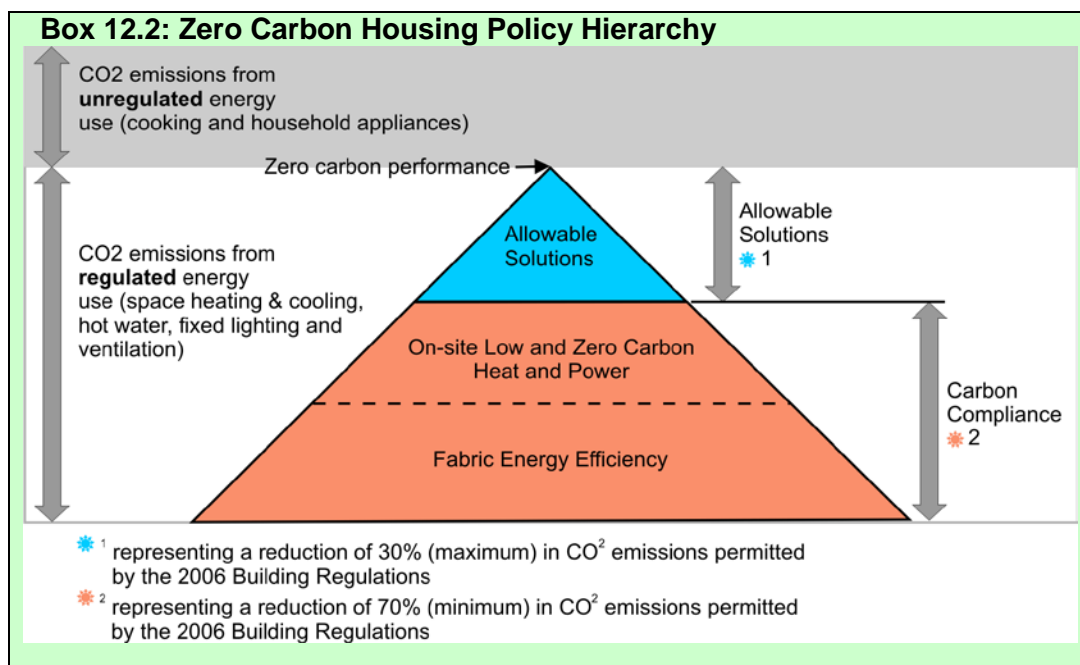 Box 12.2: Zero Carbon Housing Policy Hierarchy
CO2 emissions from
unregulated energy
use (cooking and household appliances)
Zero carbon performance
CO2 emissions from
regulated energy
use (space heating & cooling,
hot water, fixed lighting and
ventilation)
Allowable
Solutions
Allowable
Solutions
1
On-site Low and Zero Carbon
Heat and Power
Fabric Energy Efficiency
Carbon
Compliance
2
1 representing a reduction of 30% (maximum) in CO² emissions permitted
by the 2006 Building Regulations
2 representing a reduction of 70% (minimum) in CO² emissions permitted
by the 2006 Building Regulations